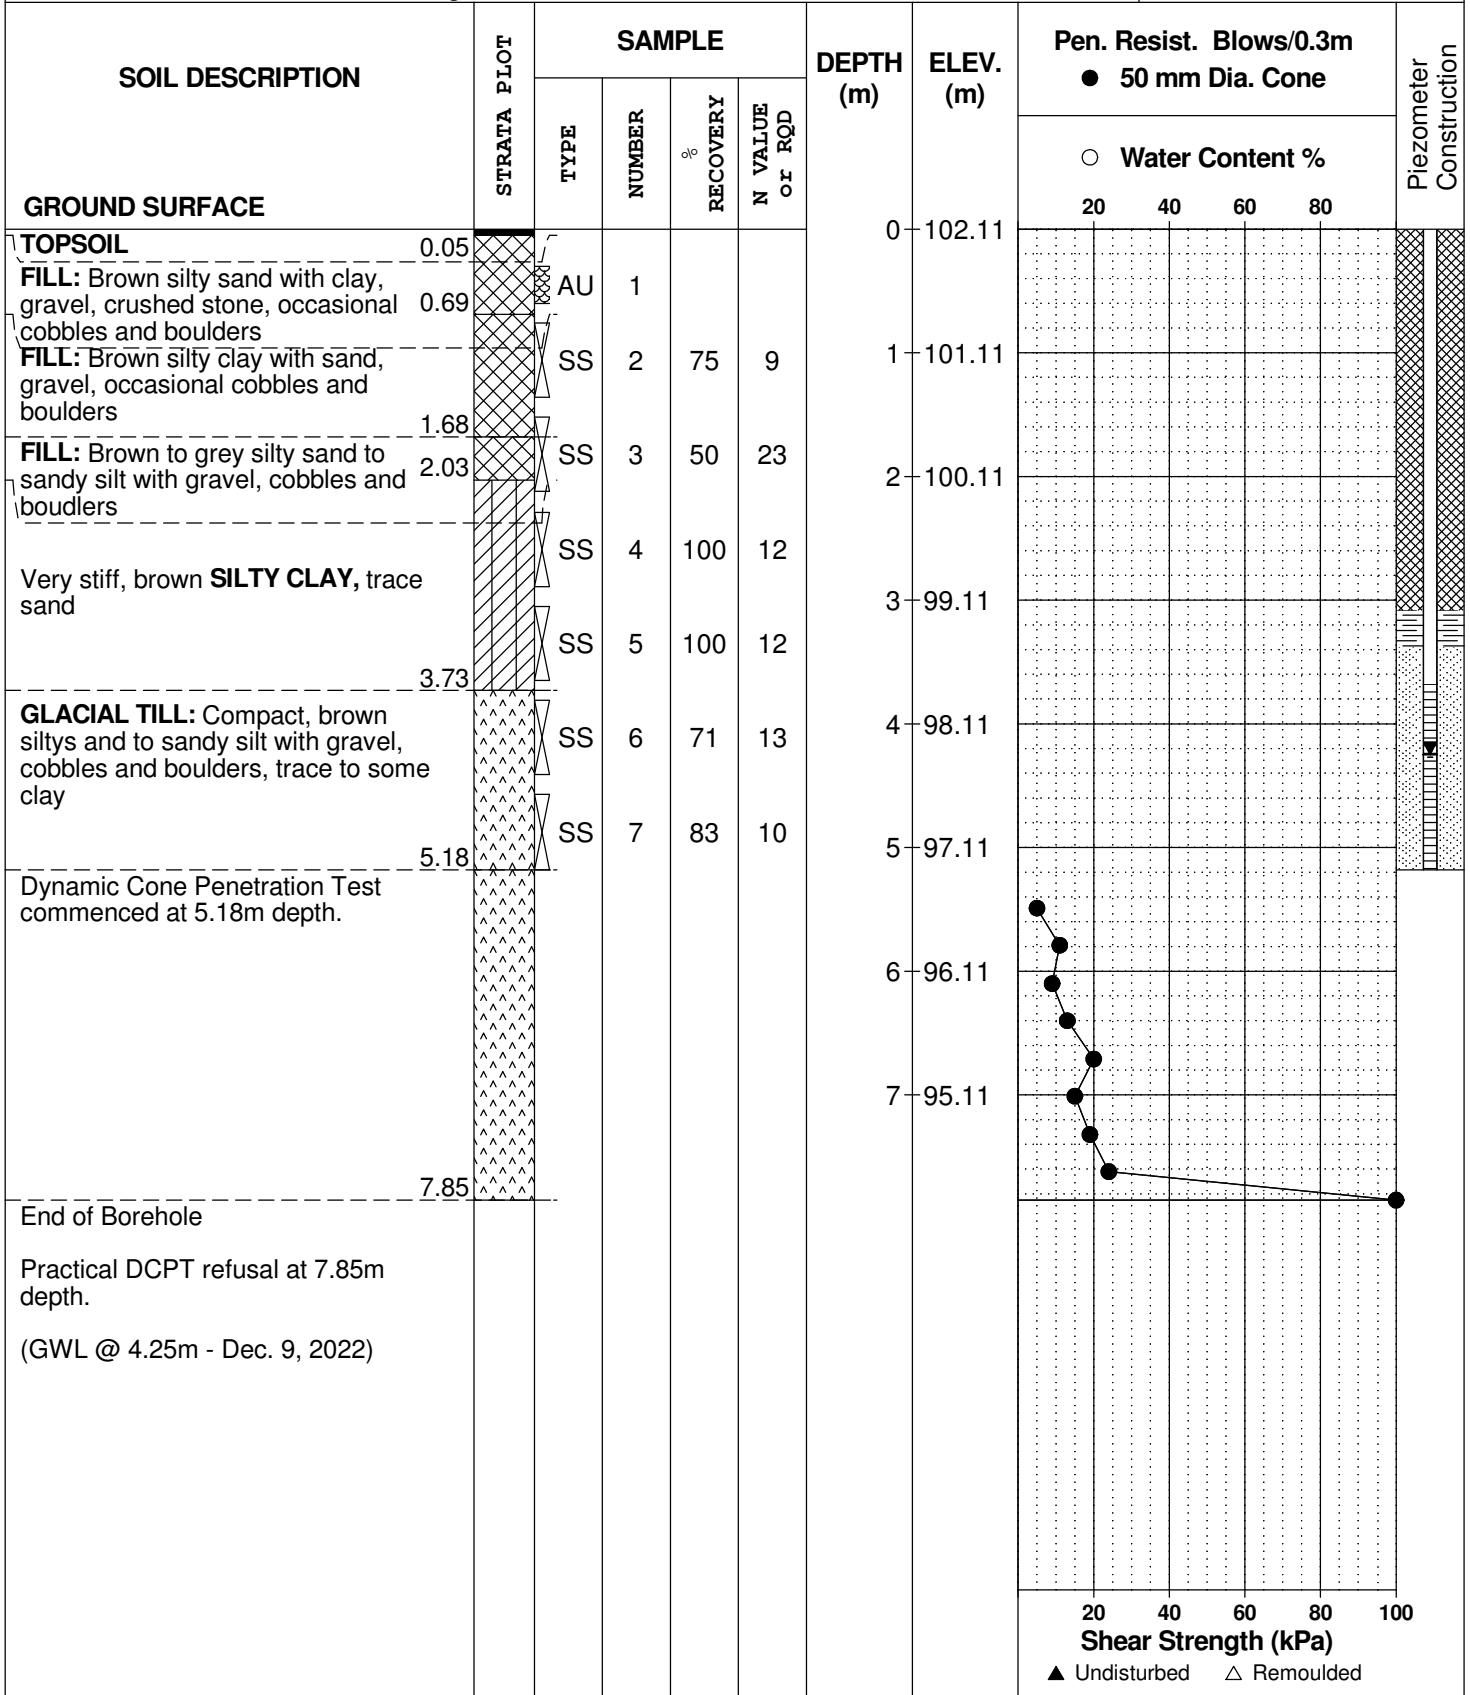 SOIL DESCRIPTION
GROUND SURFACE
STRATA PLOT
SAMPLE
TYPE
NUMBER
%
RECOVERY
N VALUE
or RQD
DEPTH
(m)
ELEV.
(m)
Pen. Resist. Blows/0.3m
● 50 mm Dia. Cone
○ Water Content %
20 40 60 80
Piezometer
Construction
0 102.11
TOPSOIL 0.05
FILL: Brown silty sand with clay,
gravel, crushed stone, occasional 0.69
cobbles and boulders
AU 1
FILL: Brown silty clay with sand,
gravel, occasional cobbles and
boulders
1.68
SS 2 75 9
1 101.11
FILL: Brown to grey silty sand to
sandy silt with gravel, cobbles and 2.03
boudlers
SS 3 50 23
2 100.11
SS 4 100 12
Very stiff, brown SILTY CLAY, trace
sand
3 99.11
SS 5 100 12
3.73
GLACIAL TILL: Compact, brown
siltys and to sandy silt with gravel,
cobbles and boulders, trace to some
clay
SS 6 71 13
4 98.11
SS 7 83 10
5 97.11
5.18
Dynamic Cone Penetration Test
commenced at 5.18m depth.
6 96.11
7 95.11
7.85
End of Borehole
Practical DCPT refusal at 7.85m
depth.
(GWL @ 4.25m - Dec. 9, 2022)
20 40 60 80 100
Shear Strength (kPa)
▲ Undisturbed △ Remoulded